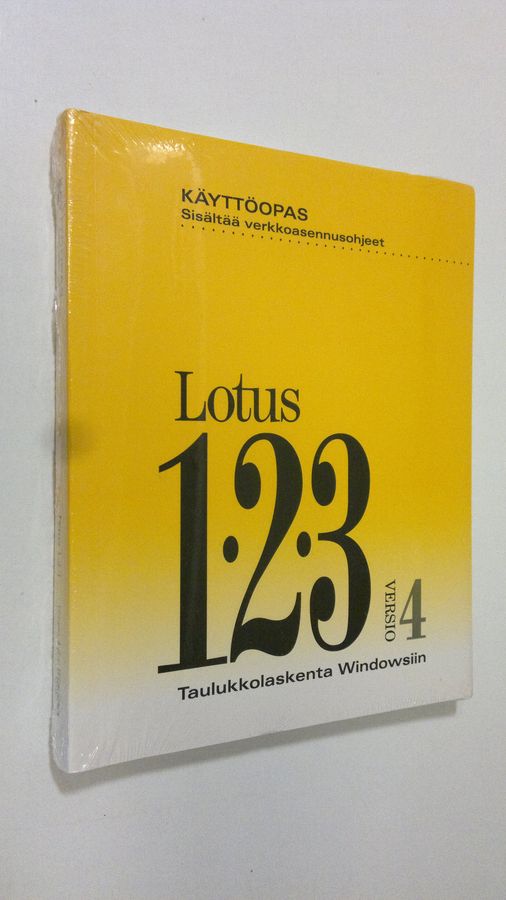 KÄYTTÖOPAS
Sisältää verkkoasennusohjeet
Lotus
1·2·3
VERSIO 4
Taulukkolaskenta Windowsiin